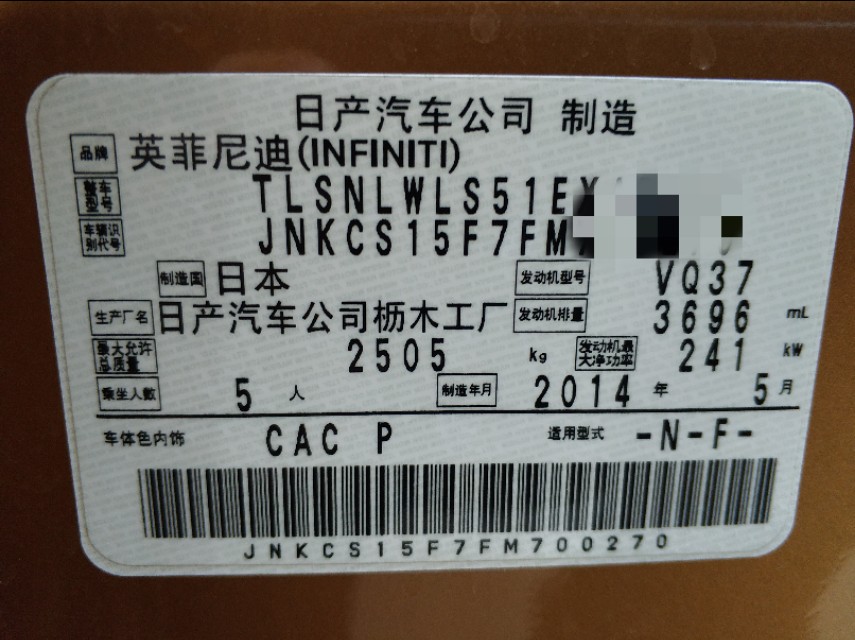 日产汽车公司 制造
品牌 英菲尼迪(INFINITI)
整车型号 TLSNLWLS51E
车辆识别代号 JNKCS15F7FM
制造国 日本 发动机型号 VQ37
生产厂名 日产汽车公司枥木工厂 发动机排量 3696 mL
最大允许总质量 2505 kg 发动机最大净功率 241 kW
乘坐人数 5 人 制造年月 2014 年 5 月
车体色内饰 CAC P 适用型式 -N-F-
JNKCS15F7FM700270